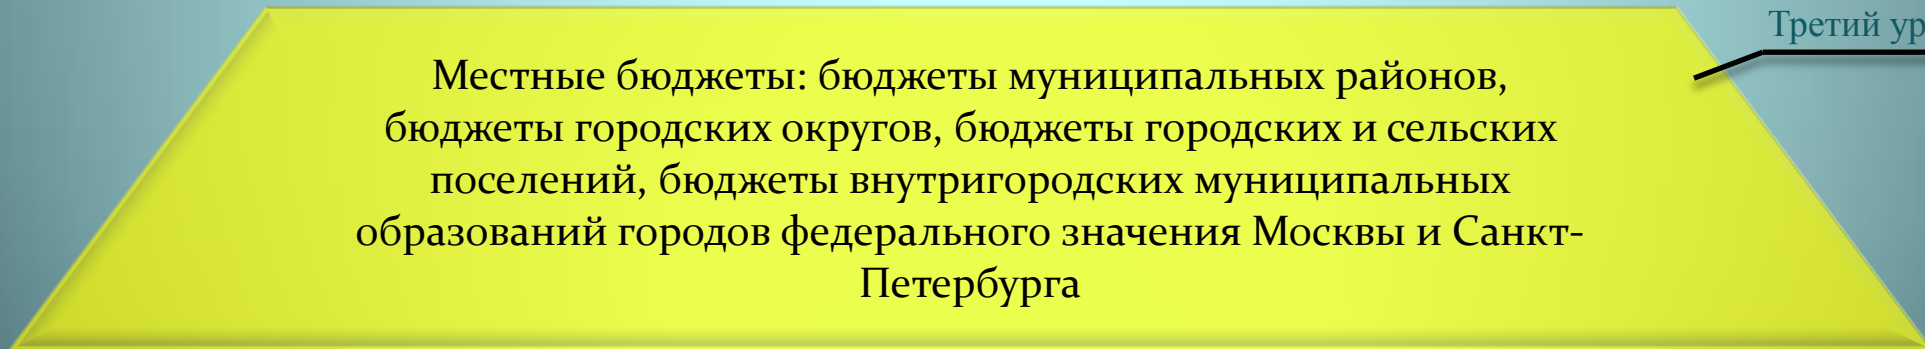 Третий ур
Местные бюджеты: бюджеты муниципальных районов,
бюджеты городских округов, бюджеты городских и сельских
поселений, бюджеты внутригородских муниципальных
образований городов федерального значения Москвы и Санкт-
Петербурга